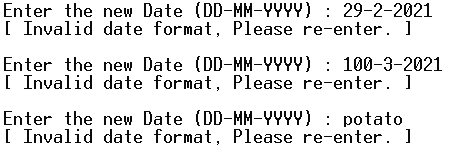 Enter the new Date (DD-MM-YYYY) : 29-2-2021
[ Invalid date format, Please re-enter. ]
Enter the new Date (DD-MM-YYYY) : 100-3-2021
[ Invalid date format, Please re-enter. ]
Enter the new Date (DD-MM-YYYY) : potato
[ Invalid date format, Please re-enter. ]